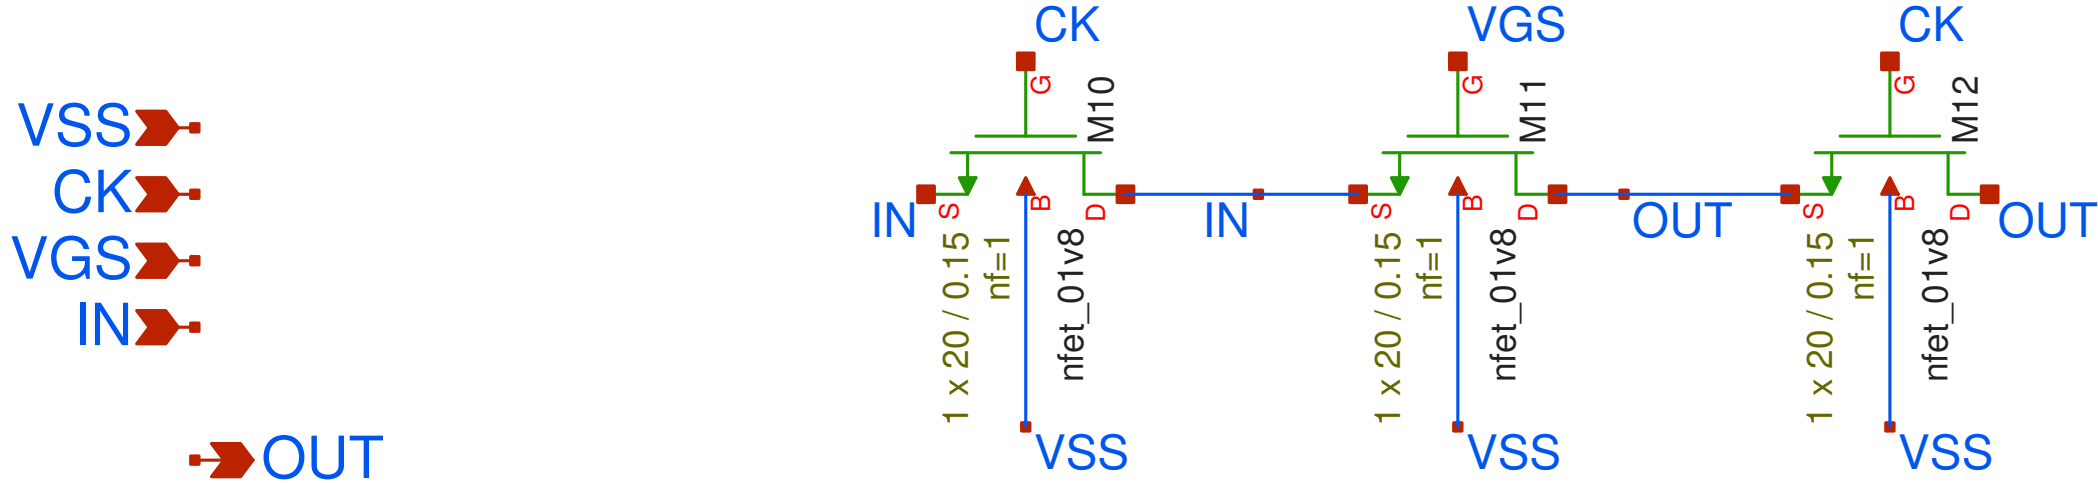 VSS
CK
VGS
IN
OUT
CK
G
M10
IN
S
B
D
1 x 20 / 0.15
nf=1
nfet_01v8
VSS
IN
VGS
G
M11
S
B
D
1 x 20 / 0.15
nf=1
nfet_01v8
VSS
OUT
CK
G
M12
S
B
D
OUT
1 x 20 / 0.15
nf=1
nfet_01v8
VSS